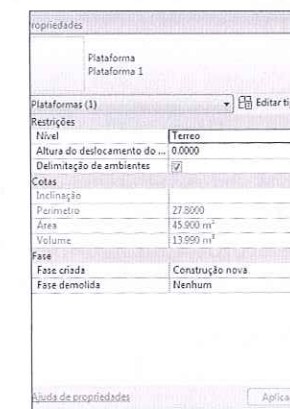 ropriedades
Plataforma
Plataforma 1
Plataformas (1)
Editar ti
Restrições
Nível Terreo
Altura do deslocamento do ... 0.0000
Delimitação de ambientes
Cotas
Inclinação
Perímetro 27.8000
Área 45.900 m²
Volume 13.990 m³
Fase
Fase criada Construção nova
Fase demolida Nenhum
Ajuda de propriedades Aplica